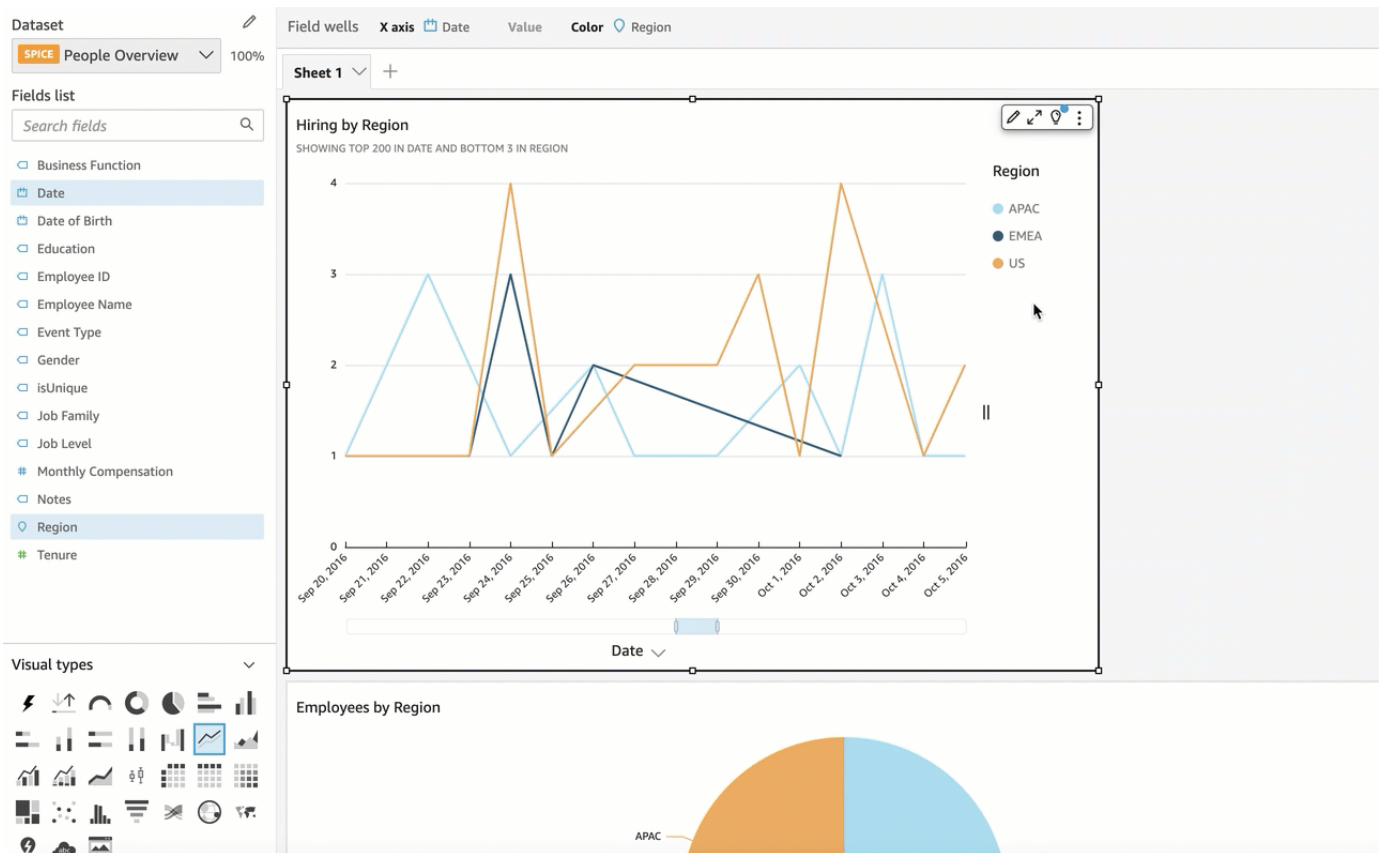 Dataset
SPICE People Overview 100%
Fields list
Search fields
Business Function
Date
Date of Birth
Education
Employee ID
Employee Name
Event Type
Gender
isUnique
Job Family
Job Level
Monthly Compensation
Notes
Region
Tenure
Visual types
Field wells X axis Date Value Color Region
Sheet 1
Hiring by Region
SHOWING TOP 200 IN DATE AND BOTTOM 3 IN REGION
4
3
2
1
0
Sep 20, 2016
Sep 21, 2016
Sep 22, 2016
Sep 23, 2016
Sep 24, 2016
Sep 25, 2016
Sep 26, 2016
Sep 27, 2016
Sep 28, 2016
Sep 29, 2016
Sep 30, 2016
Oct 1, 2016
Oct 2, 2016
Oct 3, 2016
Oct 4, 2016
Oct 5, 2016
Date
Region
APAC
EMEA
US
Employees by Region
APAC